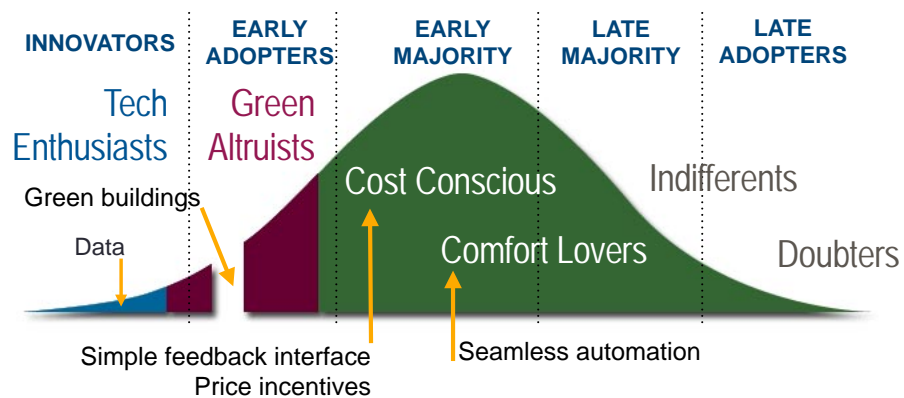 INNOVATORS
EARLY
ADOPTERS
EARLY
MAJORITY
LATE
MAJORITY
LATE
ADOPTERS
Tech
Enthusiasts
Green
Altruists
Cost Conscious
Indifferents
Green buildings
Data
Comfort Lovers
Doubters
Simple feedback interface
Price incentives
Seamless automation